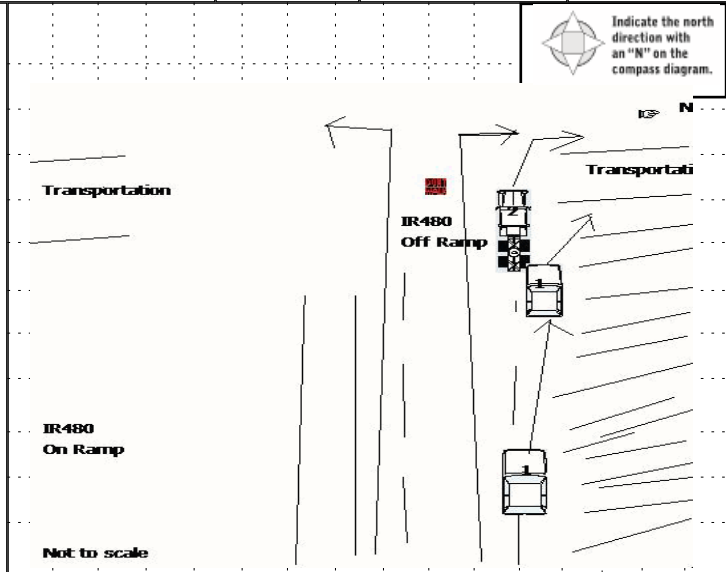 Indicate the north
direction with
an “N” on the
compass diagram.
N
Transportation
Transportati
IR480
Off Ramp
2
1
IR480
On Ramp
1
Not to scale